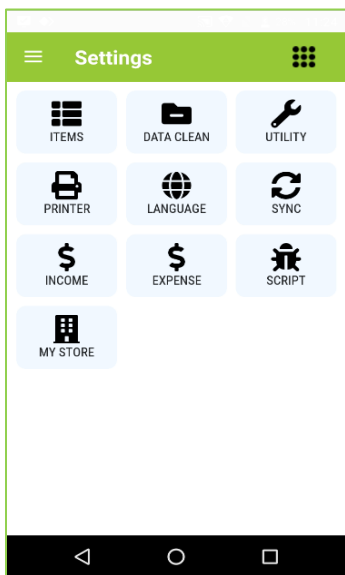 Settings
ITEMS
DATA CLEAN
UTILITY
PRINTER
LANGUAGE
SYNC
INCOME
EXPENSE
SCRIPT
MY STORE